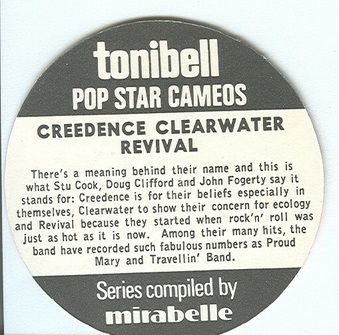 tonibell
POP STAR CAMEOS
CREEDENCE CLEARWATER
REVIVAL
There's a meaning behind their name and this is
what Stu Cook, Doug Clifford and John Fogerty say it
stands for: Creedence is for their beliefs especially in
themselves, Clearwater to show their concern for ecology
and Revival because they started when rock'n' roll was
just as hot as it is now. Among their many hits, the
band have recorded such fabulous numbers as Proud
Mary and Travellin' Band.
Series compiled by
mirabelle